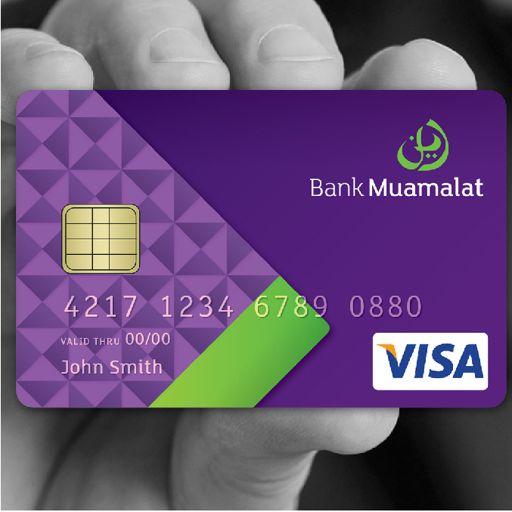 Bank Muamalat
4217 1234 6789 0880
VALID THRU 00/00
John Smith
VISA